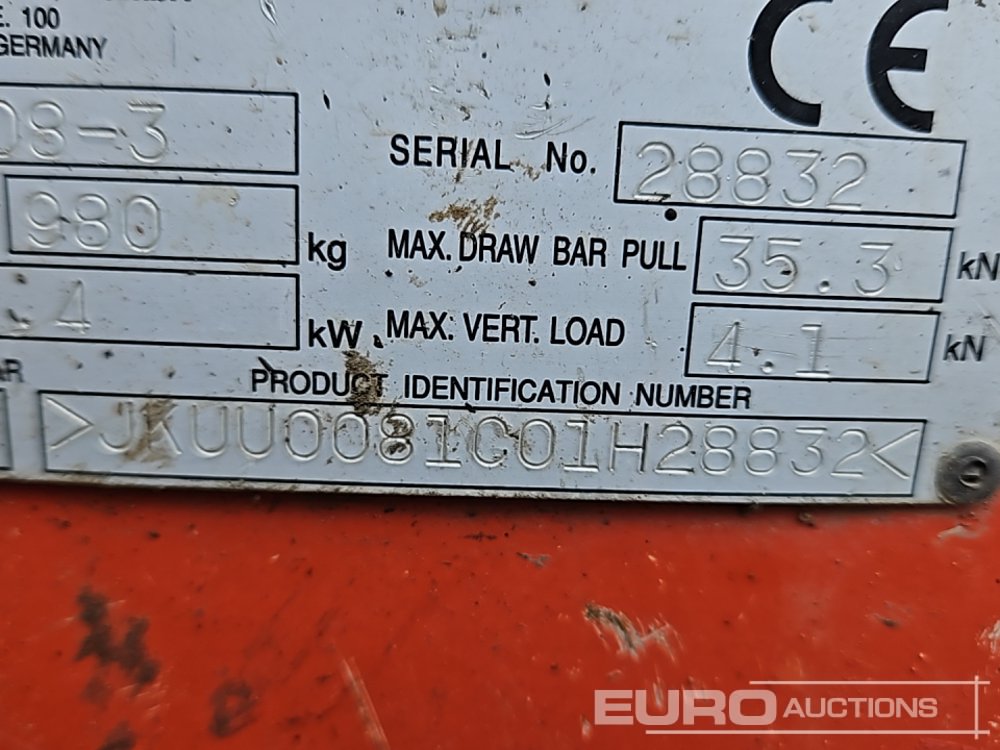 E. 100
GERMANY
CE
08-3
SERIAL No. 28832
980 kg
MAX. DRAW BAR PULL 35.3 kN
.4 kW
MAX. VERT. LOAD 4.1 kN
AR
PRODUCT IDENTIFICATION NUMBER
>JKUU0081C01H28832<
EURO AUCTIONS